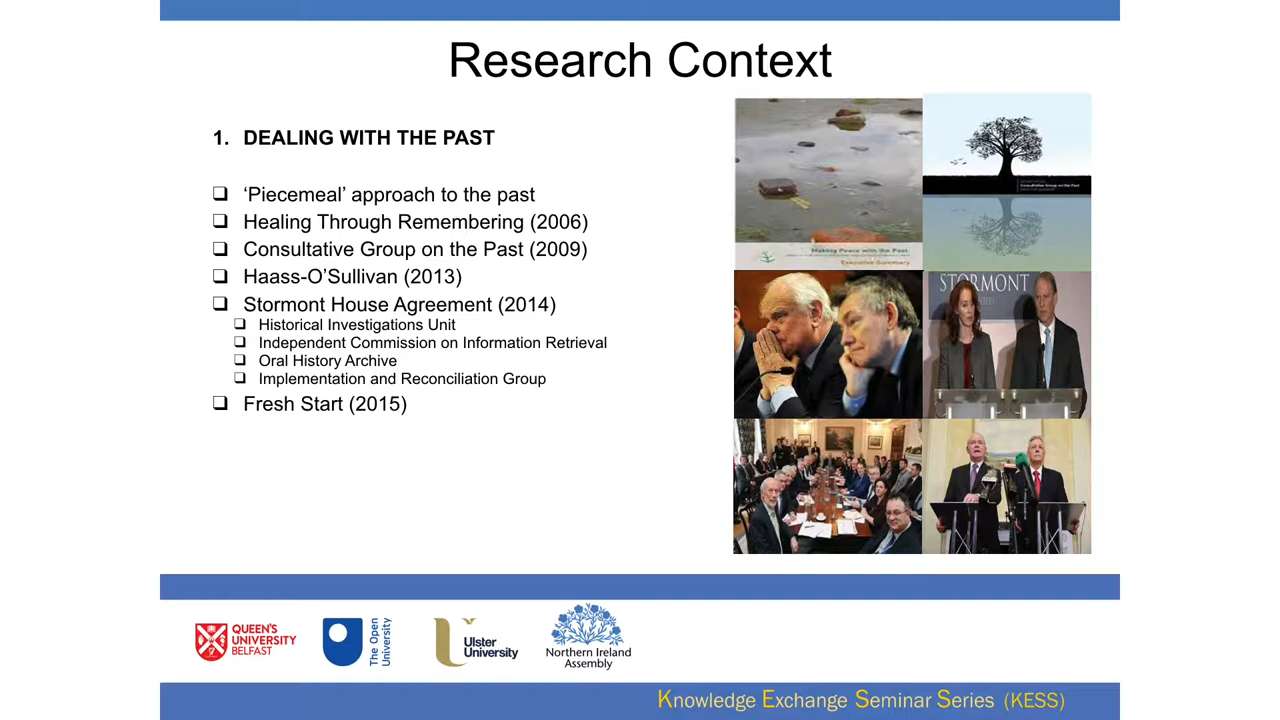 Research Context
1. DEALING WITH THE PAST
‘Piecemeal’ approach to the past
Healing Through Remembering (2006)
Consultative Group on the Past (2009)
Haass-O’Sullivan (2013)
Stormont House Agreement (2014)
Historical Investigations Unit
Independent Commission on Information Retrieval
Oral History Archive
Implementation and Reconciliation Group
Fresh Start (2015)
Making Peace with the Past
Executive Summary
Consultative Group on the Past
STORMONT
QUEEN'S
UNIVERSITY
BELFAST
The Open
University
Ulster
University
Northern Ireland
Assembly
Knowledge Exchange Seminar Series (KESS)